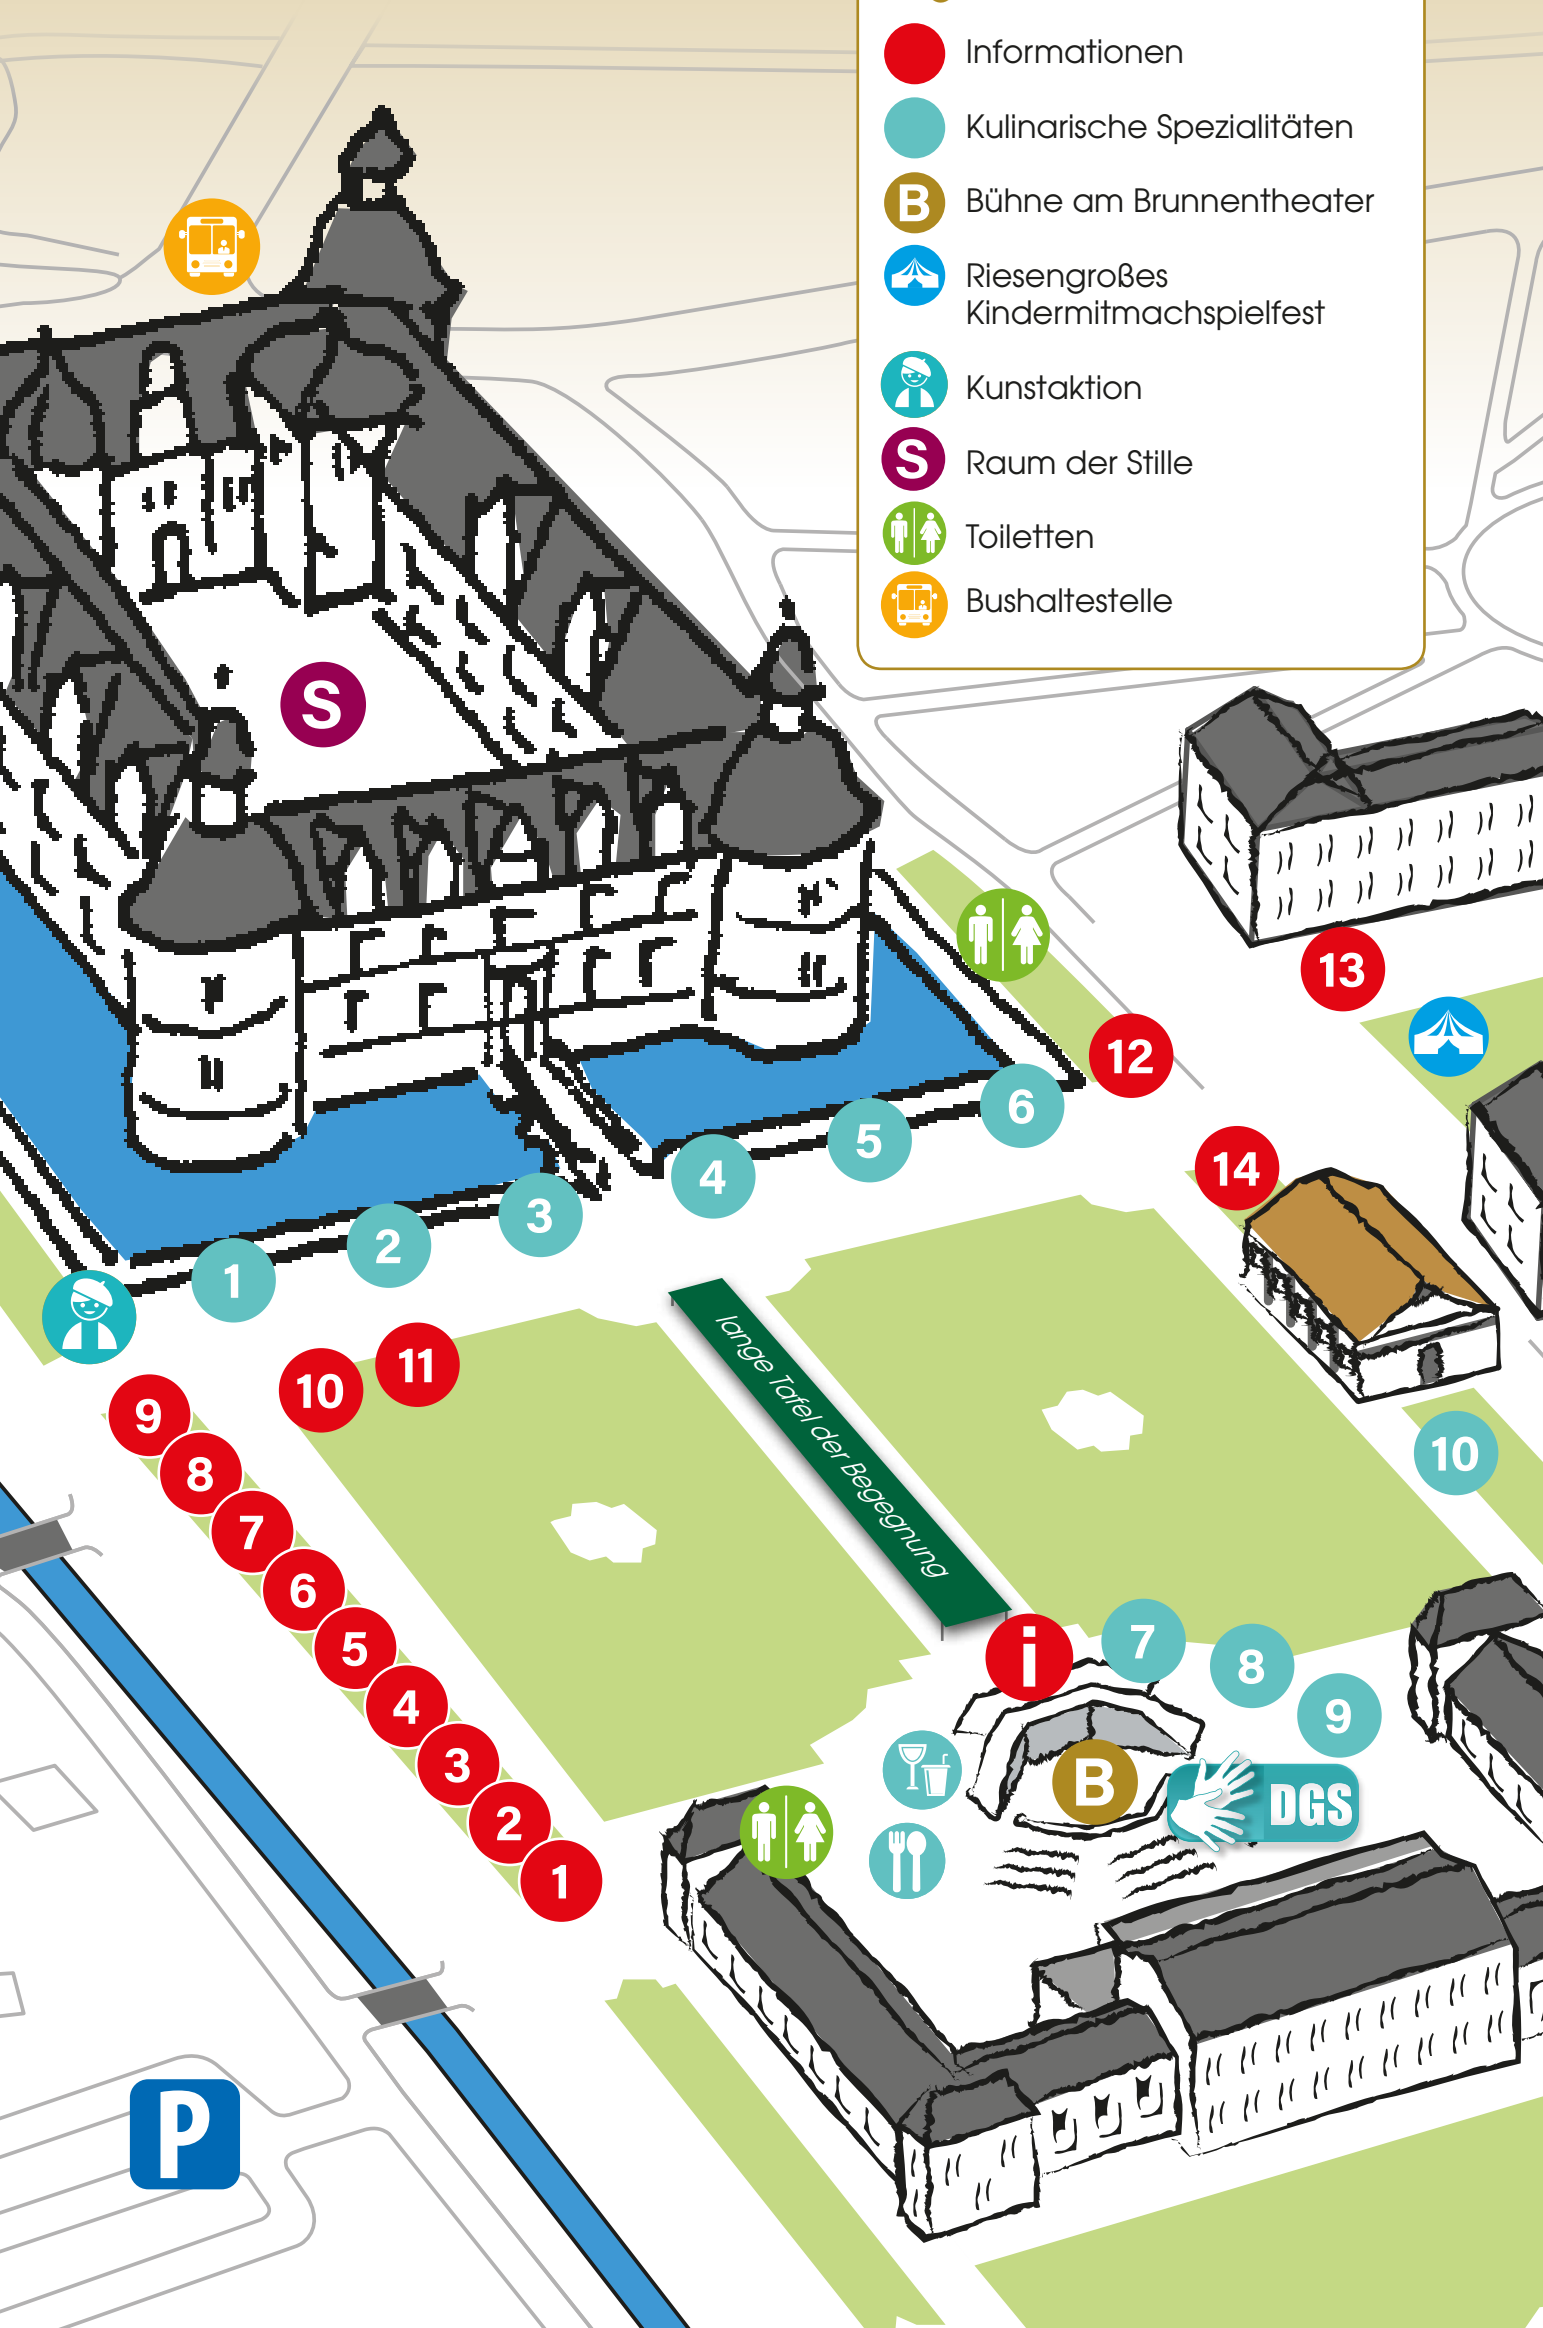 Informationen
Kulinarische Spezialitäten
B Bühne am Brunnentheater
Riesengroßes
Kindermitmachspielfest
Kunstaktion
S Raum der Stille
Toiletten
Bushaltestelle
S
13
12
6
5
4
14
3
2
1
11
10
lange Tafel der Begegnung
9
10
8
7
6
5
i
7
8
4
9
3
B
DGS
2
1
P